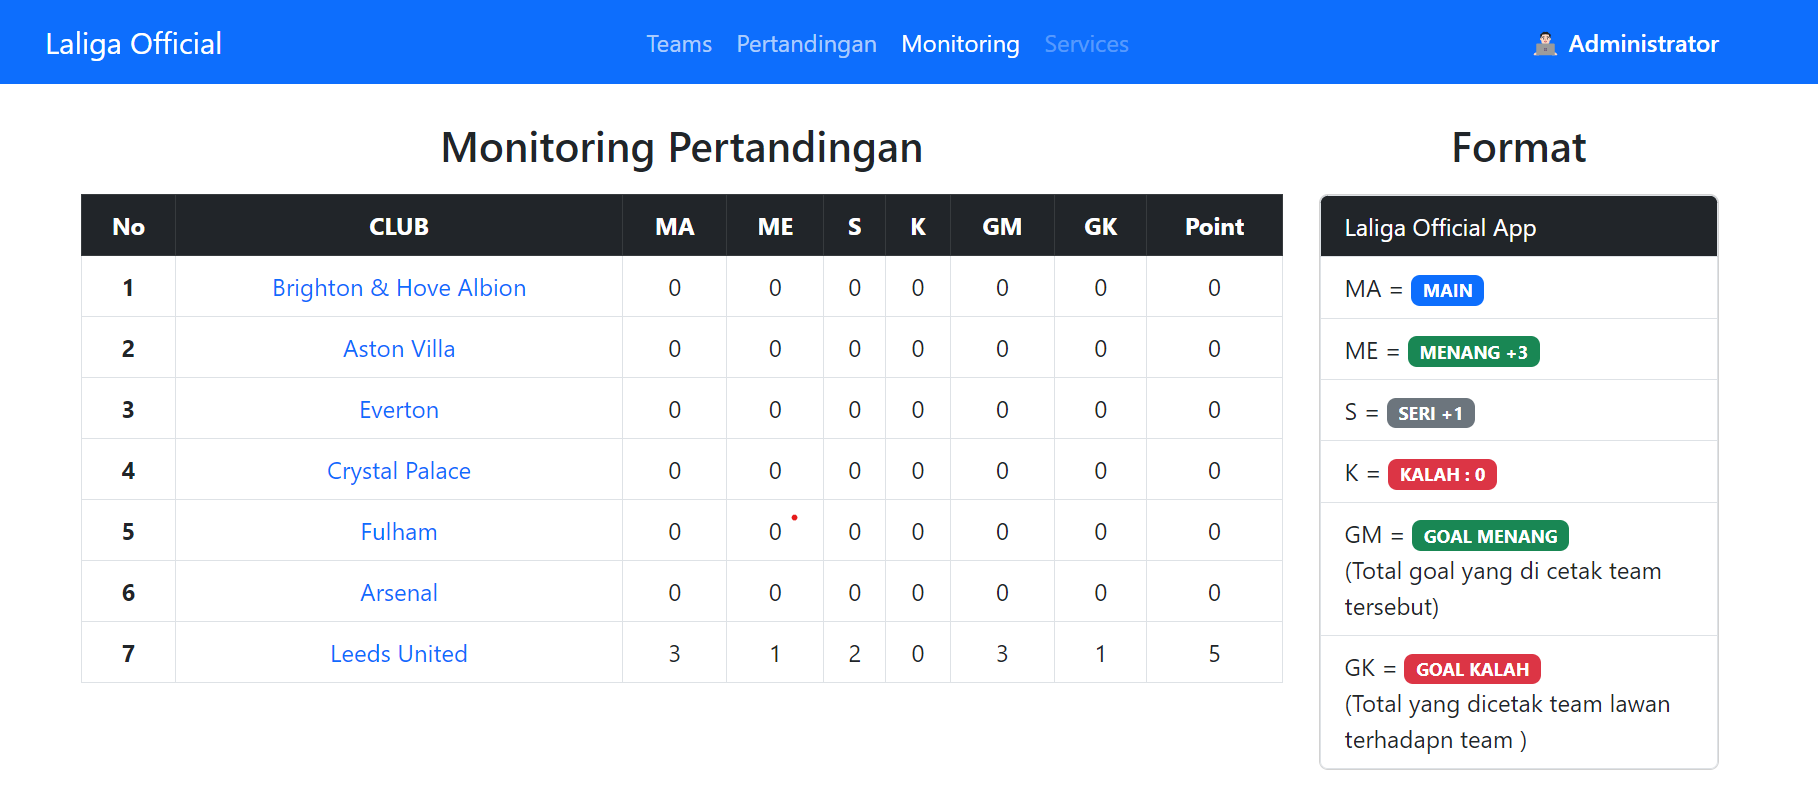 Laliga Official
Teams Pertandingan Monitoring Services
Administrator
Monitoring Pertandingan
No CLUB MA ME S K GM GK Point
1 Brighton & Hove Albion 0 0 0 0 0 0 0
2 Aston Villa 0 0 0 0 0 0 0
3 Everton 0 0 0 0 0 0 0
4 Crystal Palace 0 0 0 0 0 0 0
5 Fulham 0 0 0 0 0 0 0
6 Arsenal 0 0 0 0 0 0 0
7 Leeds United 3 1 2 0 3 1 5
Format
Laliga Official App
MA = MAIN
ME = MENANG +3
S = SERI +1
K = KALAH : 0
GM = GOAL MENANG
(Total goal yang di cetak team
tersebut)
GK = GOAL KALAH
(Total yang dicetak team lawan
terhadapn team )